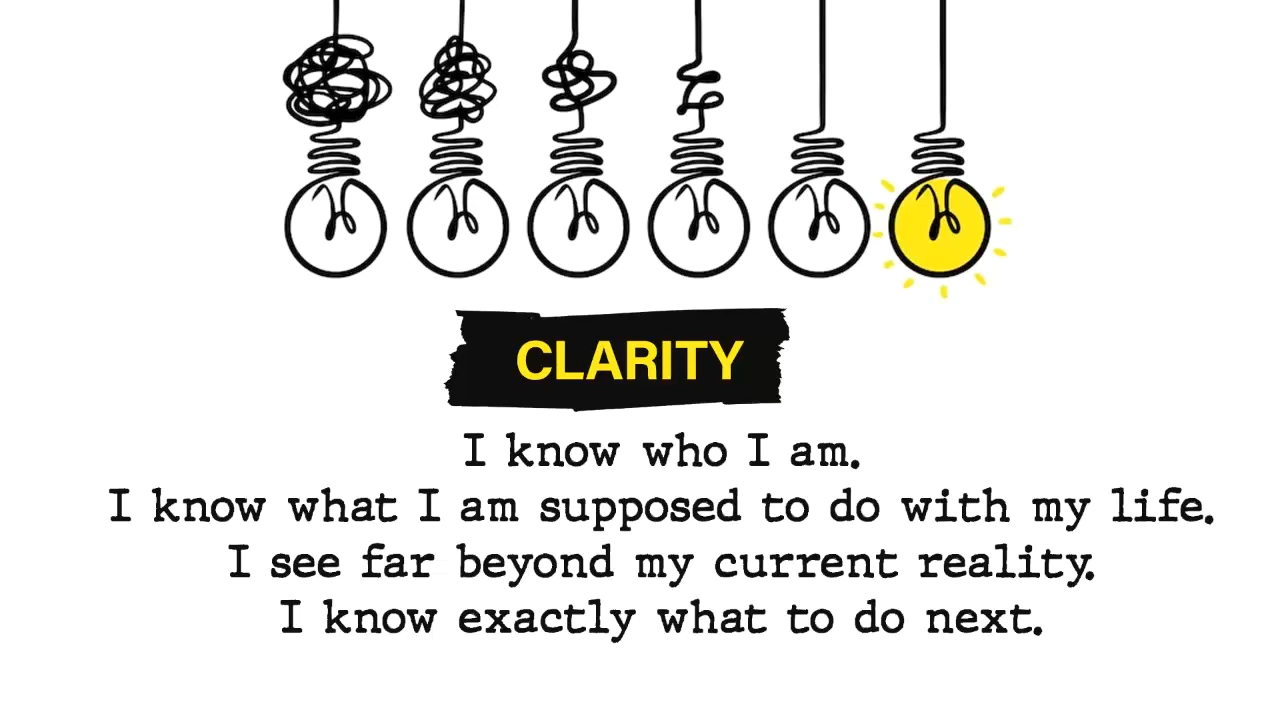 CLARITY
I know who I am.
I know what I am supposed to do with my life.
I see far beyond my current reality.
I know exactly what to do next.